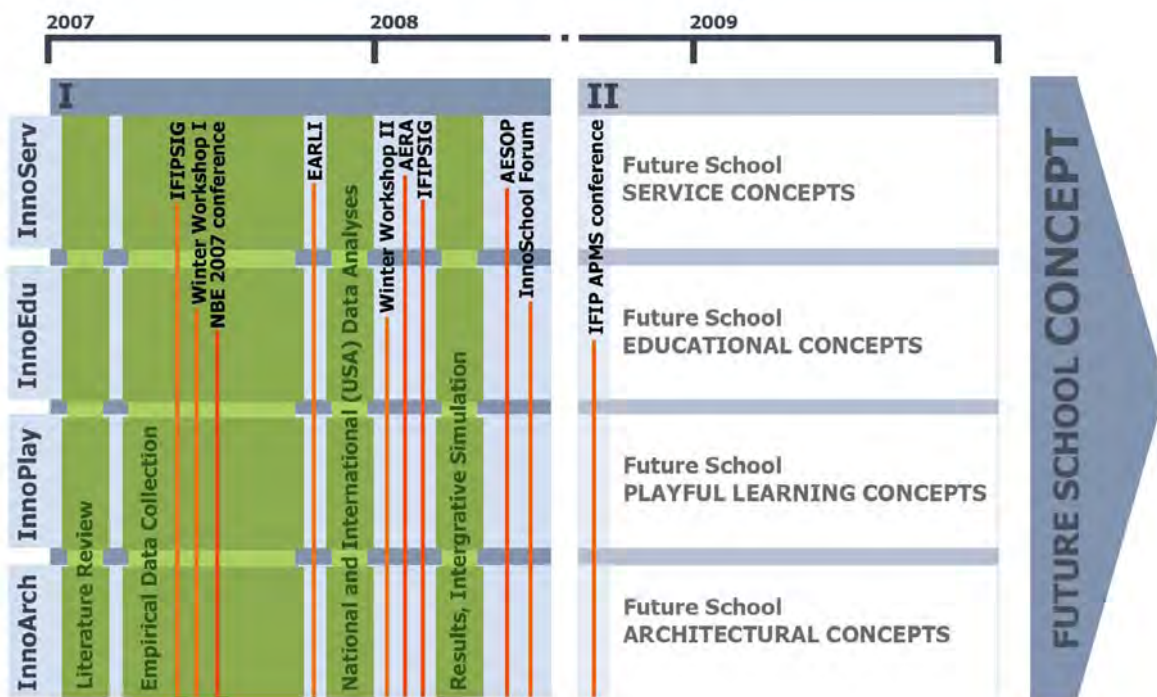 2007
2008
2009
I
II
InnoServ
InnoEdu
InnoPlay
InnoArch
Literature Review
Empirical Data Collection
IFIPSIG
Winter Workshop I
NBE 2007 conference
EARLI
National and International (USA) Data Analyses
Winter Workshop II
AERA
IFIPSIG
Results, Intergrative Simulation
AESOP
InnoSchool Forum
IFIP APMS conference
Future School
SERVICE CONCEPTS
Future School
EDUCATIONAL CONCEPTS
Future School
PLAYFUL LEARNING CONCEPTS
Future School
ARCHITECTURAL CONCEPTS
FUTURE SCHOOL CONCEPT